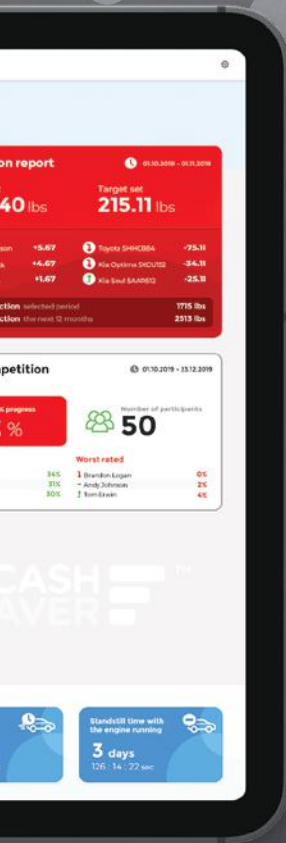 on report
01.10.2019 - 01.11.2019
40 lbs
Target set
215.11 lbs
son +5.67
Toyota SHHC884 -75.11
k +4.67
Kia Optima SKDU152 -34.11
+1.67
Kia Soul SAAR612 -25.11
ction selected period 1715 lbs
ction the next 12 months 2513 lbs
petition
01.10.2019 - 23.12.2019
% progress
%
Number of participants
50
Worst rated
34%
1 Brandon Logan 0%
31%
Andy Johnson 2%
30%
Tom Erwin 4%
CASH
AVER
TM
Standstill time with
the engine running
3 days
126 : 14 : 22 sec